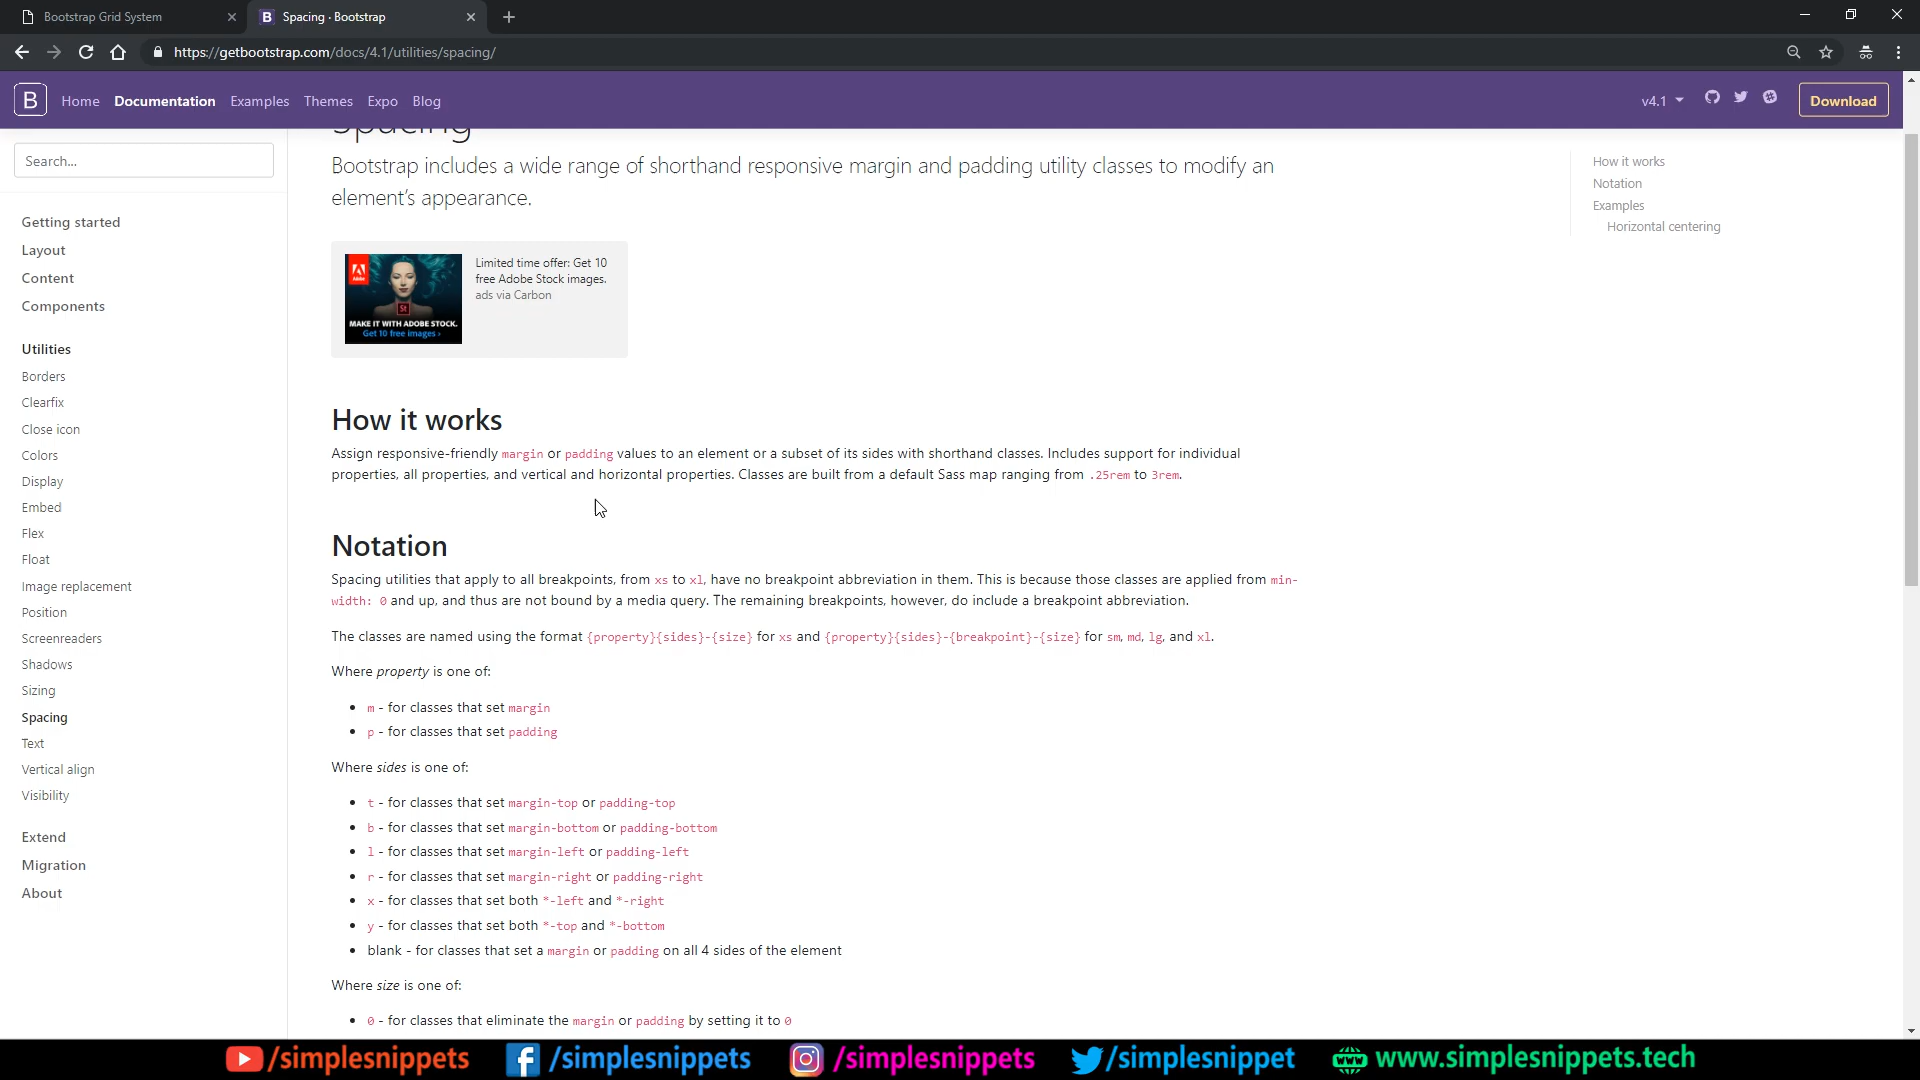 Bootstrap Grid System
B Spacing · Bootstrap
https://getbootstrap.com/docs/4.1/utilities/spacing/
B Home Documentation Examples Themes Expo Blog
v4.1
Download
Search...
Getting started
Layout
Content
Components
Utilities
Borders
Clearfix
Close icon
Colors
Display
Embed
Flex
Float
Image replacement
Position
Screenreaders
Shadows
Sizing
Spacing
Text
Vertical align
Visibility
Extend
Migration
About
Spacing
Bootstrap includes a wide range of shorthand responsive margin and padding utility classes to modify an
element's appearance.
Adobe
St
MAKE IT WITH ADOBE STOCK.
Get 10 free images ›
Limited time offer: Get 10
free Adobe Stock images.
ads via Carbon
How it works
Assign responsive-friendly margin or padding values to an element or a subset of its sides with shorthand classes. Includes support for individual
properties, all properties, and vertical and horizontal properties. Classes are built from a default Sass map ranging from .25rem to 3rem.
Notation
Spacing utilities that apply to all breakpoints, from xs to xl, have no breakpoint abbreviation in them. This is because those classes are applied from min-
width: 0 and up, and thus are not bound by a media query. The remaining breakpoints, however, do include a breakpoint abbreviation.
The classes are named using the format {property}{sides}-{size} for xs and {property}{sides}-{breakpoint}-{size} for sm, md, lg, and xl.
Where property is one of:
• m - for classes that set margin
• p - for classes that set padding
Where sides is one of:
• t - for classes that set margin-top or padding-top
• b - for classes that set margin-bottom or padding-bottom
• l - for classes that set margin-left or padding-left
• r - for classes that set margin-right or padding-right
• x - for classes that set both *-left and *-right
• y - for classes that set both *-top and *-bottom
• blank - for classes that set a margin or padding on all 4 sides of the element
Where size is one of:
• 0 - for classes that eliminate the margin or padding by setting it to 0
How it works
Notation
Examples
Horizontal centering
/simplesnippets /simplesnippets /simplesnippets /simplesnippet www.simplesnippets.tech